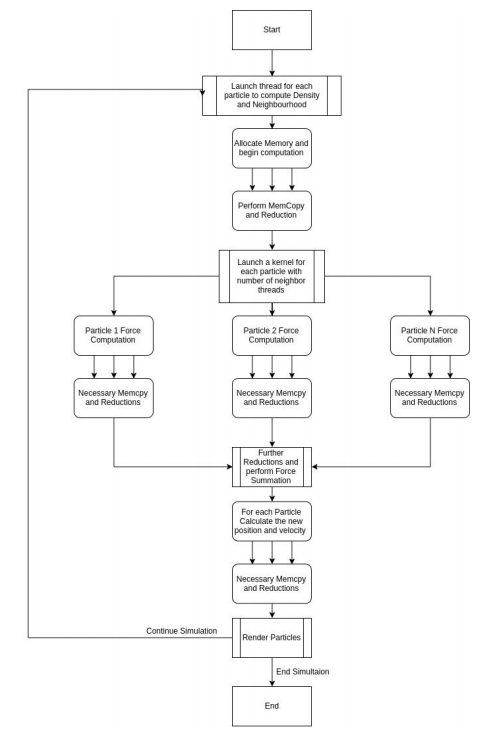 Start
Launch thread for each
particle to compute Density
and Neighbourhood
Allocate Memory and
begin computation
Perform MemCopy
and Reduction
Launch a kernel for
each particle with
number of neighbor
threads
Particle 1 Force
Computation
Particle 2 Force
Computation
Particle N Force
Computation
Necessary Memcpy
and Reductions
Necessary Memcpy
and Reductions
Necessary Memcpy
and Reductions
Further
Reductions and
perform Force
Summation
For each Particle
Calculate the new
position and velocity
Necessary Memcpy
and Reductions
Continue Simulation
Render Particles
End Simultaion
End